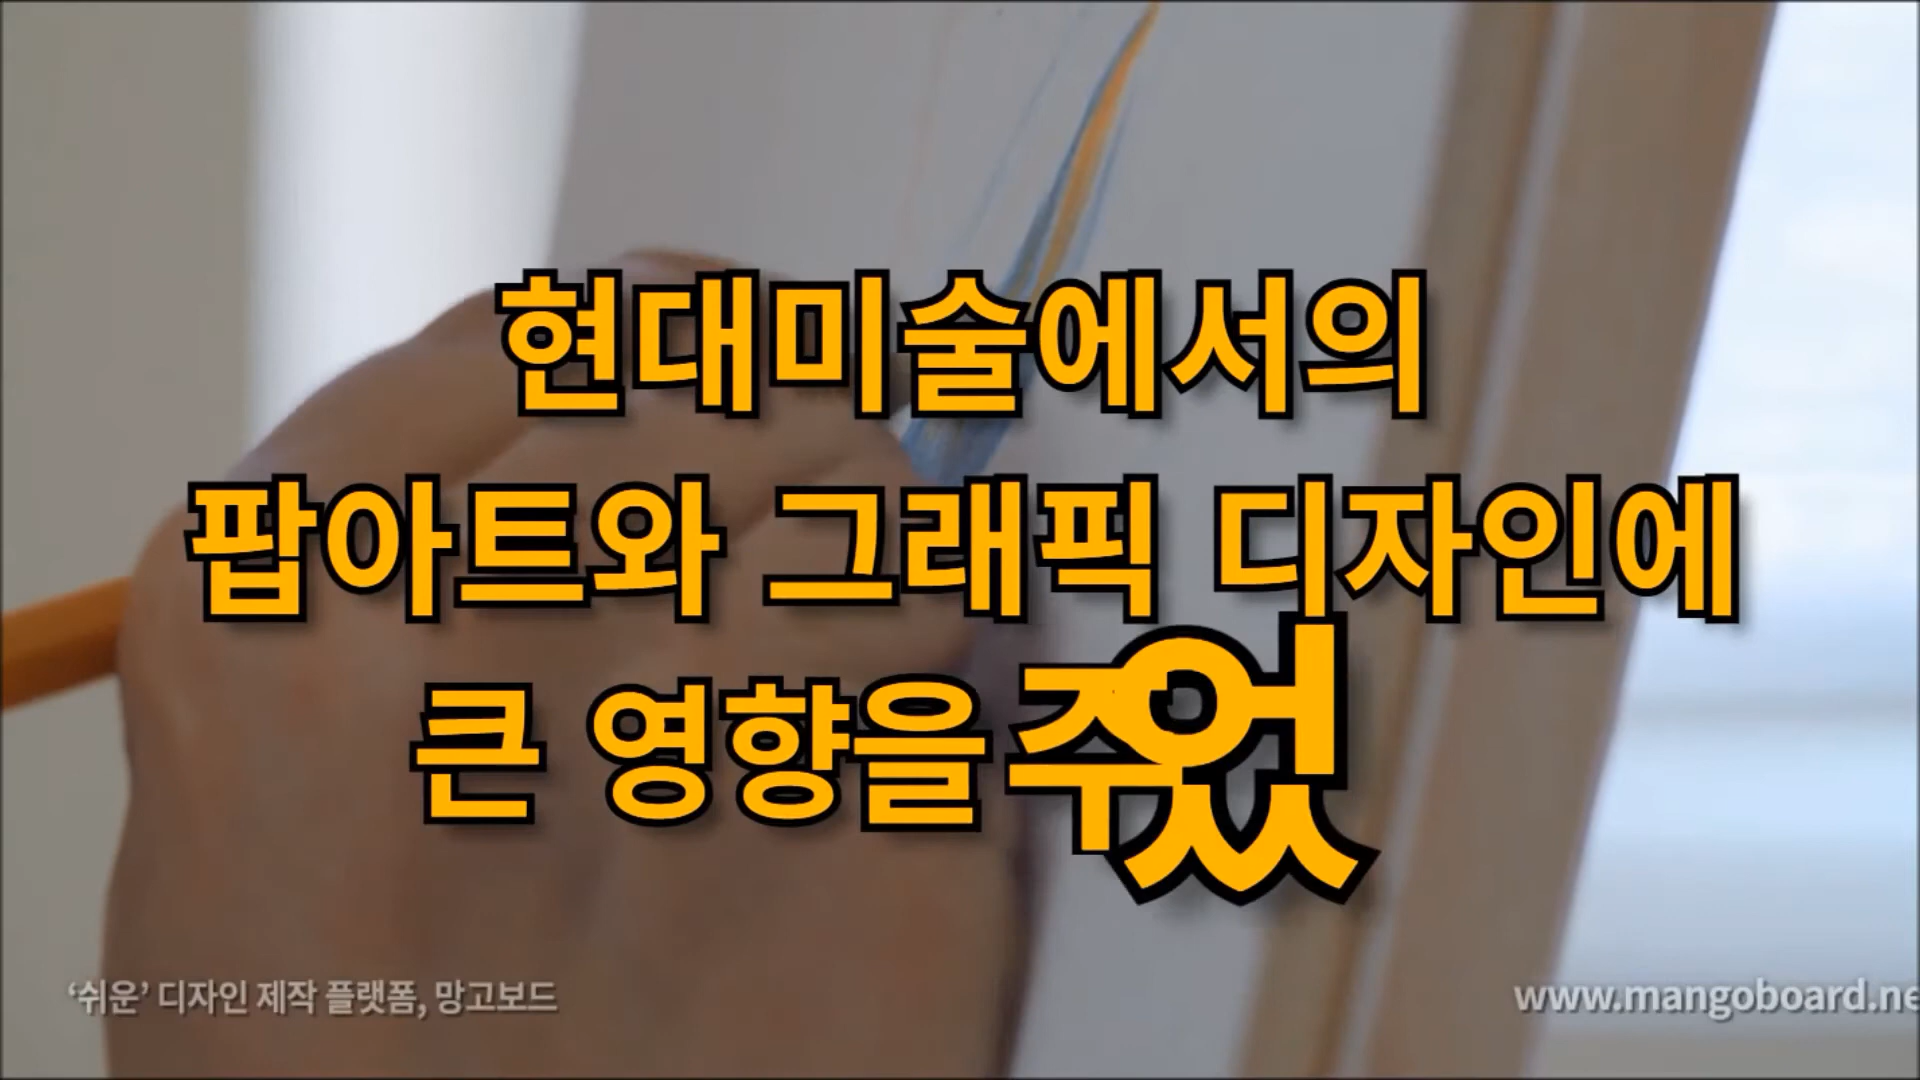 현대미술에서의
팝아트와 그래픽 디자인에
큰 영향을 주었
‘쉬운’ 디자인 제작 플랫폼, 망고보드
www.mangoboard.ne